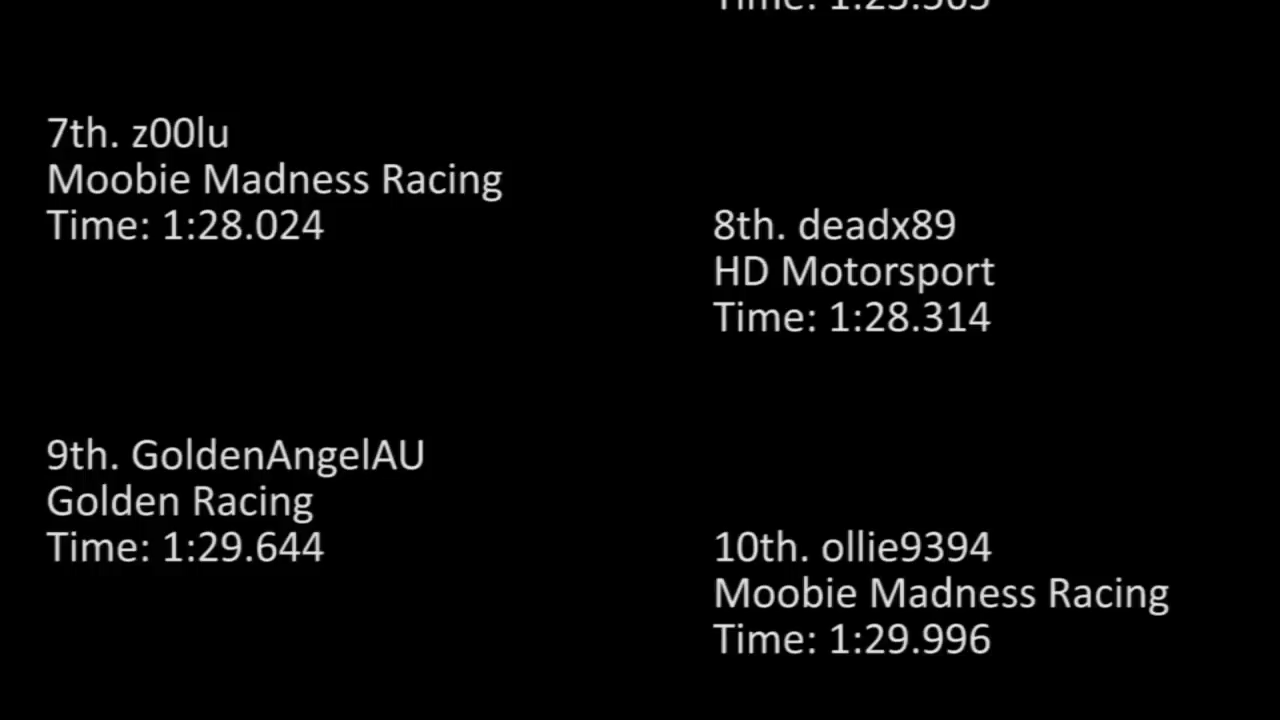 7th. z00lu
Moobie Madness Racing
Time: 1:28.024
8th. deadx89
HD Motorsport
Time: 1:28.314
9th. GoldenAngelAU
Golden Racing
Time: 1:29.644
10th. ollie9394
Moobie Madness Racing
Time: 1:29.996